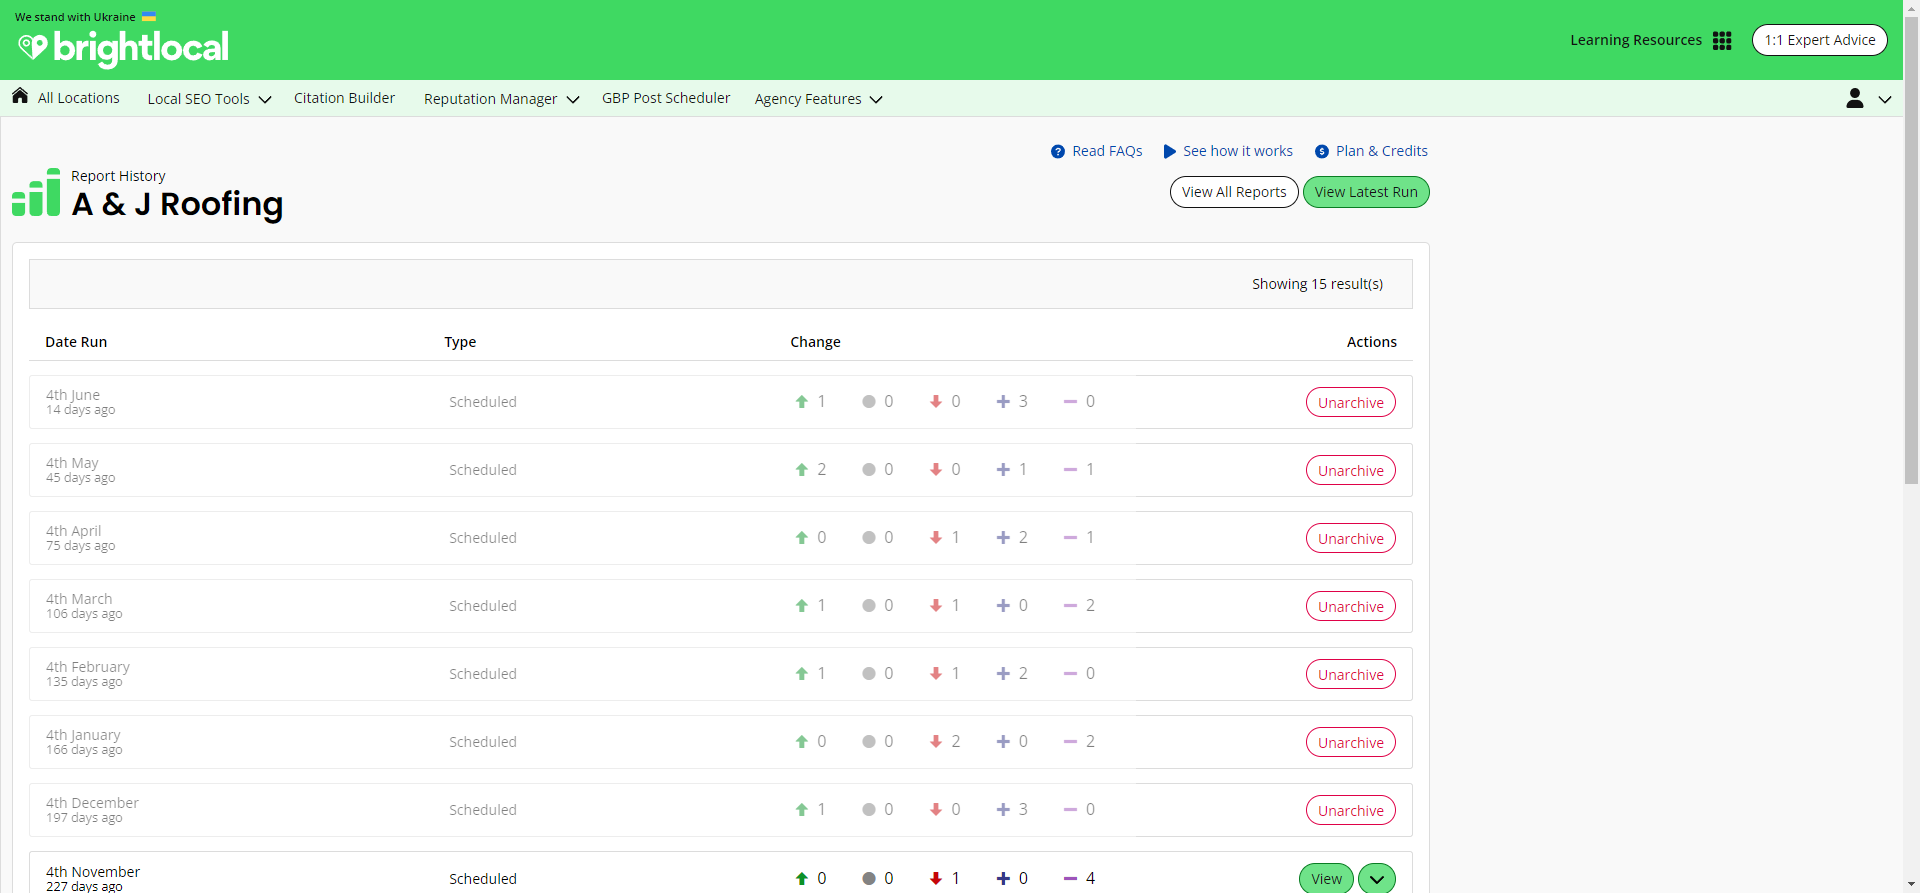 We stand with Ukraine
brightlocal
Learning Resources
1:1 Expert Advice
All Locations
Local SEO Tools
Citation Builder
Reputation Manager
GBP Post Scheduler
Agency Features
Read FAQs
See how it works
Plan & Credits
Report History
A & J Roofing
View All Reports
View Latest Run
Showing 15 result(s)
Date Run Type Change Actions
4th June
14 days ago
Scheduled 1 0 0 3 0 Unarchive
4th May
45 days ago
Scheduled 2 0 0 1 1 Unarchive
4th April
75 days ago
Scheduled 0 0 1 2 1 Unarchive
4th March
106 days ago
Scheduled 1 0 1 0 2 Unarchive
4th February
135 days ago
Scheduled 1 0 1 2 0 Unarchive
4th January
166 days ago
Scheduled 0 0 2 0 2 Unarchive
4th December
197 days ago
Scheduled 1 0 0 3 0 Unarchive
4th November
227 days ago
Scheduled 0 0 1 0 4 View